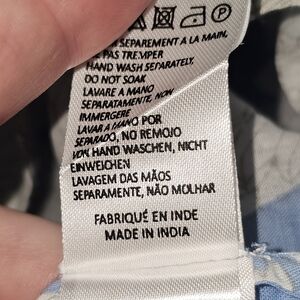 SEPAREMENT A LA MAIN,
PAS TREMPER
HAND WASH SEPARATELY,
DO NOT SOAK
LAVARE A MANO
SEPARATAMENTE, NON
IMMERGERE
LAVAR A MANO POR
SEPARADO, NO REMOJO
VON HAND WASCHEN, NICHT
EINWEICHEN
LAVAGEM DAS MÃOS
SEPARAMENTE, NÃO MOLHAR
FABRIQUÉ EN INDE
MADE IN INDIA